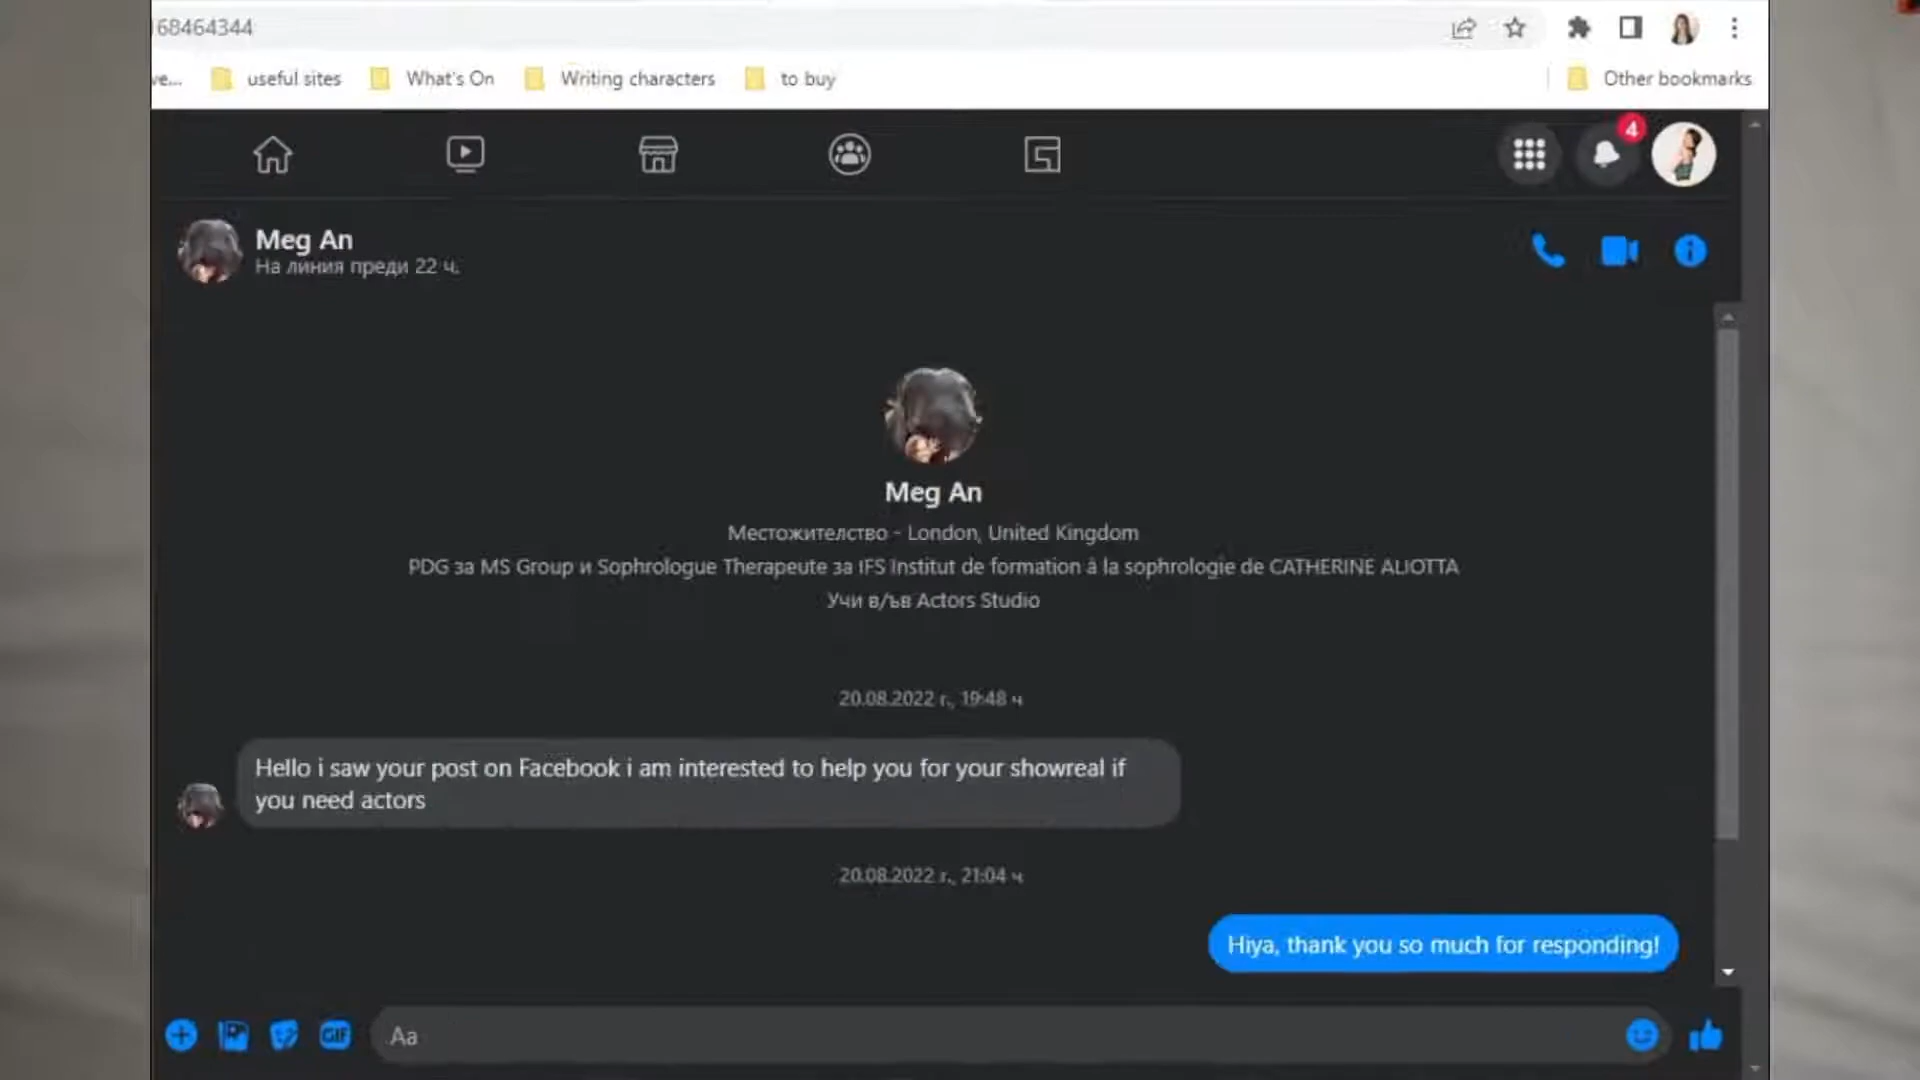 68464344
ve...
useful sites
What's On
Writing characters
to buy
Other bookmarks
4
Meg An
На линия преди 22 ч.
Meg An
Местожителство - London, United Kingdom
PDG за MS Group и Sophrologue Therapeute за IFS Institut de formation à la sophrologie de CATHERINE ALIOTTA
Учи в/ъв Actors Studio
20.08.2022 г., 19:48 ч
Hello i saw your post on Facebook i am interested to help you for your showreal if
you need actors
20.08.2022 г., 21:04 ч
Hiya, thank you so much for responding!
GIF
Aa